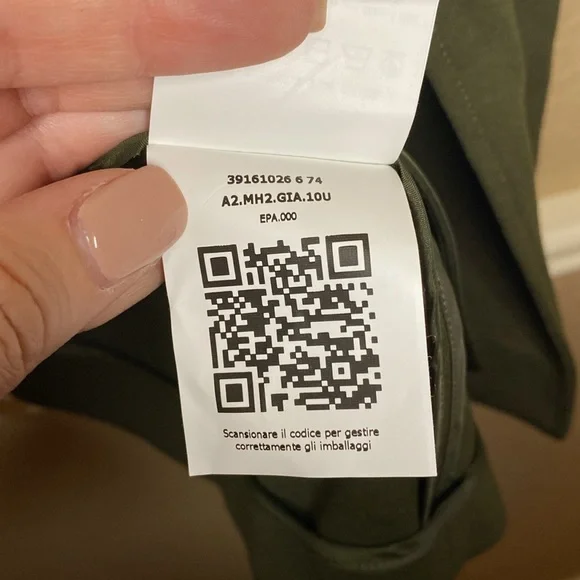 39161026 6 74
A2.MH2.GIA.10U
EPA.000
Scansionare il codice per gestire
correttamente gli imballaggi